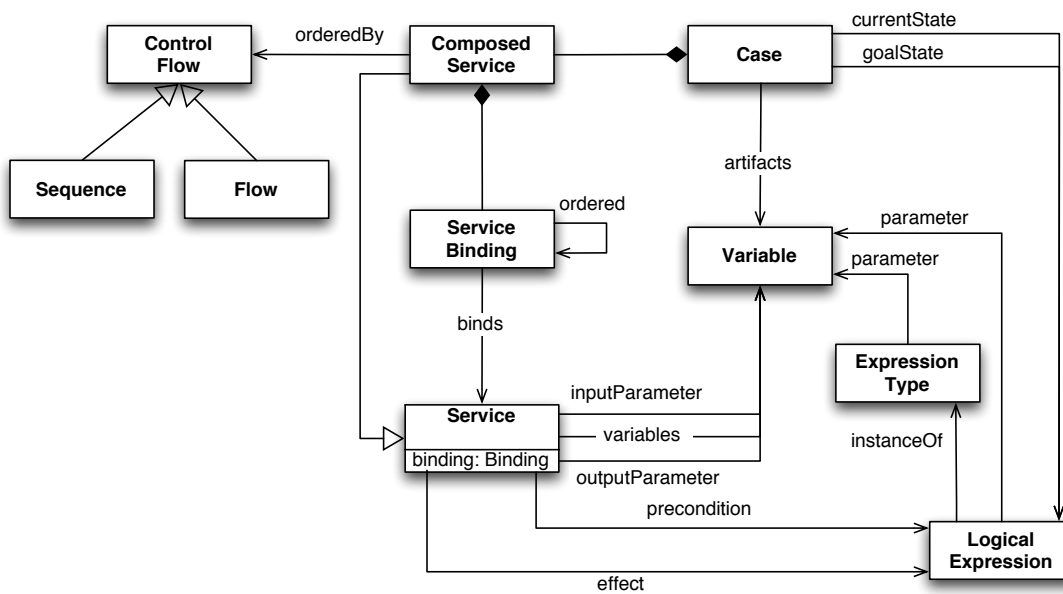 currentState
orderedBy
Control
Flow
Composed
Service
Case
goalState
artifacts
Sequence
Flow
ordered
Service
Binding
Variable
parameter
parameter
binds
Expression
Type
inputParameter
Service
variables
instanceOf
binding: Binding
outputParameter
precondition
Logical
Expression
effect